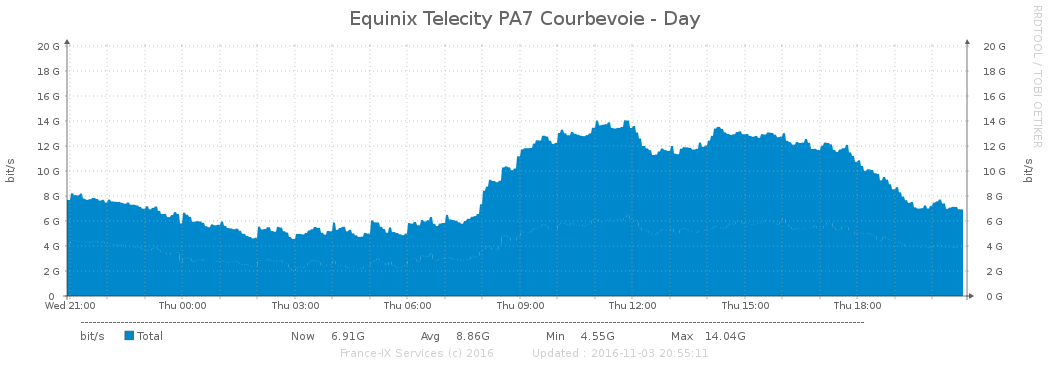 Equinix Telecity PA7 Courbevoie - Day
RRDTOOL / TOBI OETIKER
bit/s
bit/s
20 G 20 G
18 G 18 G
16 G 16 G
14 G 14 G
12 G 12 G
10 G 10 G
8 G 8 G
6 G 6 G
4 G 4 G
2 G 2 G
0 0 G
Wed 21:00 Thu 00:00 Thu 03:00 Thu 06:00 Thu 09:00 Thu 12:00 Thu 15:00 Thu 18:00
bit/s Total Now 6.91G Avg 8.86G Min 4.55G Max 14.04G
France-IX Services (c) 2016 Updated : 2016-11-03 20:55:11